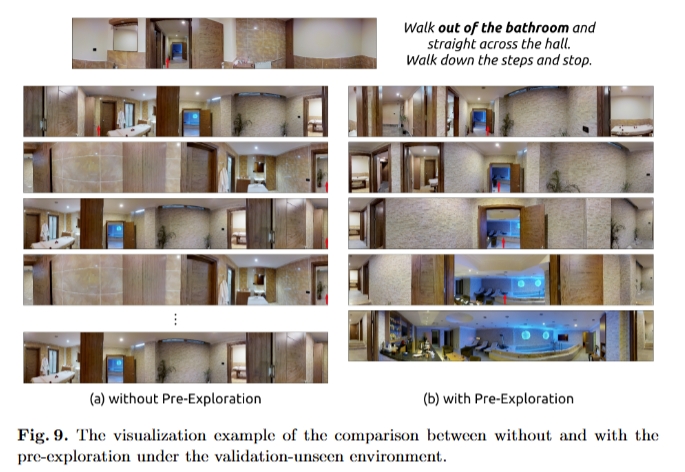 Walk out of the bathroom and
straight across the hall.
Walk down the steps and stop.
⋮
(a) without Pre-Exploration
(b) with Pre-Exploration
Fig. 9. The visualization example of the comparison between without and with the
pre-exploration under the validation-unseen environment.